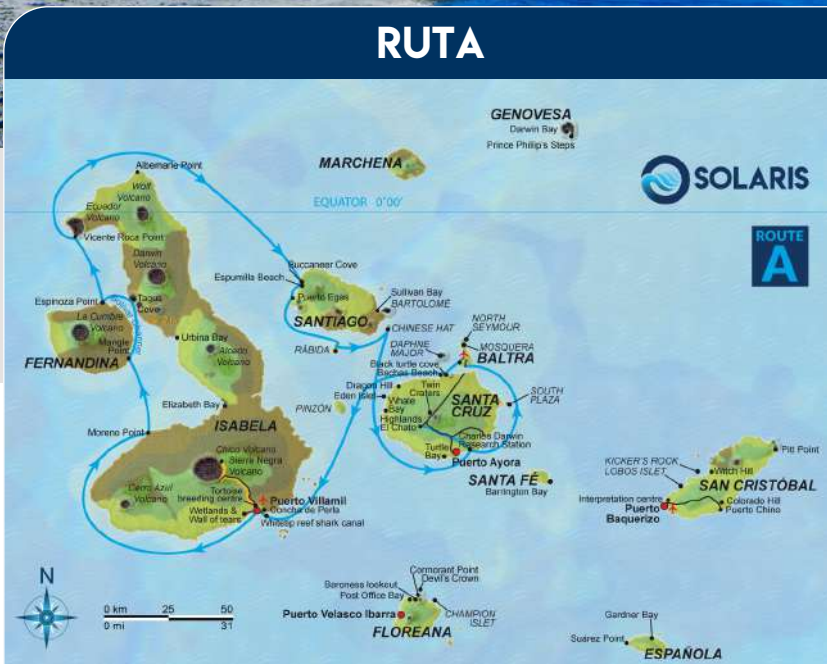 RUTA
GENOVESA
Darwin Bay
Prince Philip's Steps
MARCHENA
SOLARIS
EQUATOR 0°00'
ROUTE
A
Albemarle Point
Wolf
Volcano
Ecuador
Volcano
Vicente Roca Point
Darwin
Volcano
Buccaneer Cove
Espumilla Beach
Puerto Egas
Sullivan Bay
BARTOLOMÉ
SANTIAGO
CHINESE HAT
RÁBIDA
Espinoza Point
Tagus
Cove
La Cumbre
Volcano
Mangle
Point
FERNANDINA
Urbina Bay
Alcedo
Volcano
Elizabeth Bay
ISABELA
Moreno Point
PINZÓN
NORTH
SEYMOUR
MOSQUERA
DAPHNE
MAJOR
BALTRA
Black turtle cove
Bachas Beach
Dragon Hill
Eden Islet
Twin
Craters
Whale
Bay
SANTA
CRUZ
SOUTH
PLAZA
Highlands
El Chato
Charles Darwin
Research Station
Turtle
Bay
Puerto Ayora
SANTA FÉ
Barrington Bay
Chico Volcano
Sierra Negra
Volcano
Cerro Azul
Volcano
Tortoise
breeding centre
Puerto Villamil
Concha de Perla
Wetlands &
Wall of tears
Whitetip reef shark canal
Pitt Point
KICKER'S ROCK
LOBOS ISLET
Witch Hill
SAN CRISTÓBAL
Interpretation centre
Puerto
Baquerizo
Colorado Hill
Puerto Chino
N
0 km 25 50
0 mi 31
Cormorant Point
Devil's Crown
Baroness lookout
Post Office Bay
Puerto Velasco Ibarra
CHAMPION
ISLET
FLOREANA
Gardner Bay
Suárez Point
ESPAÑOLA